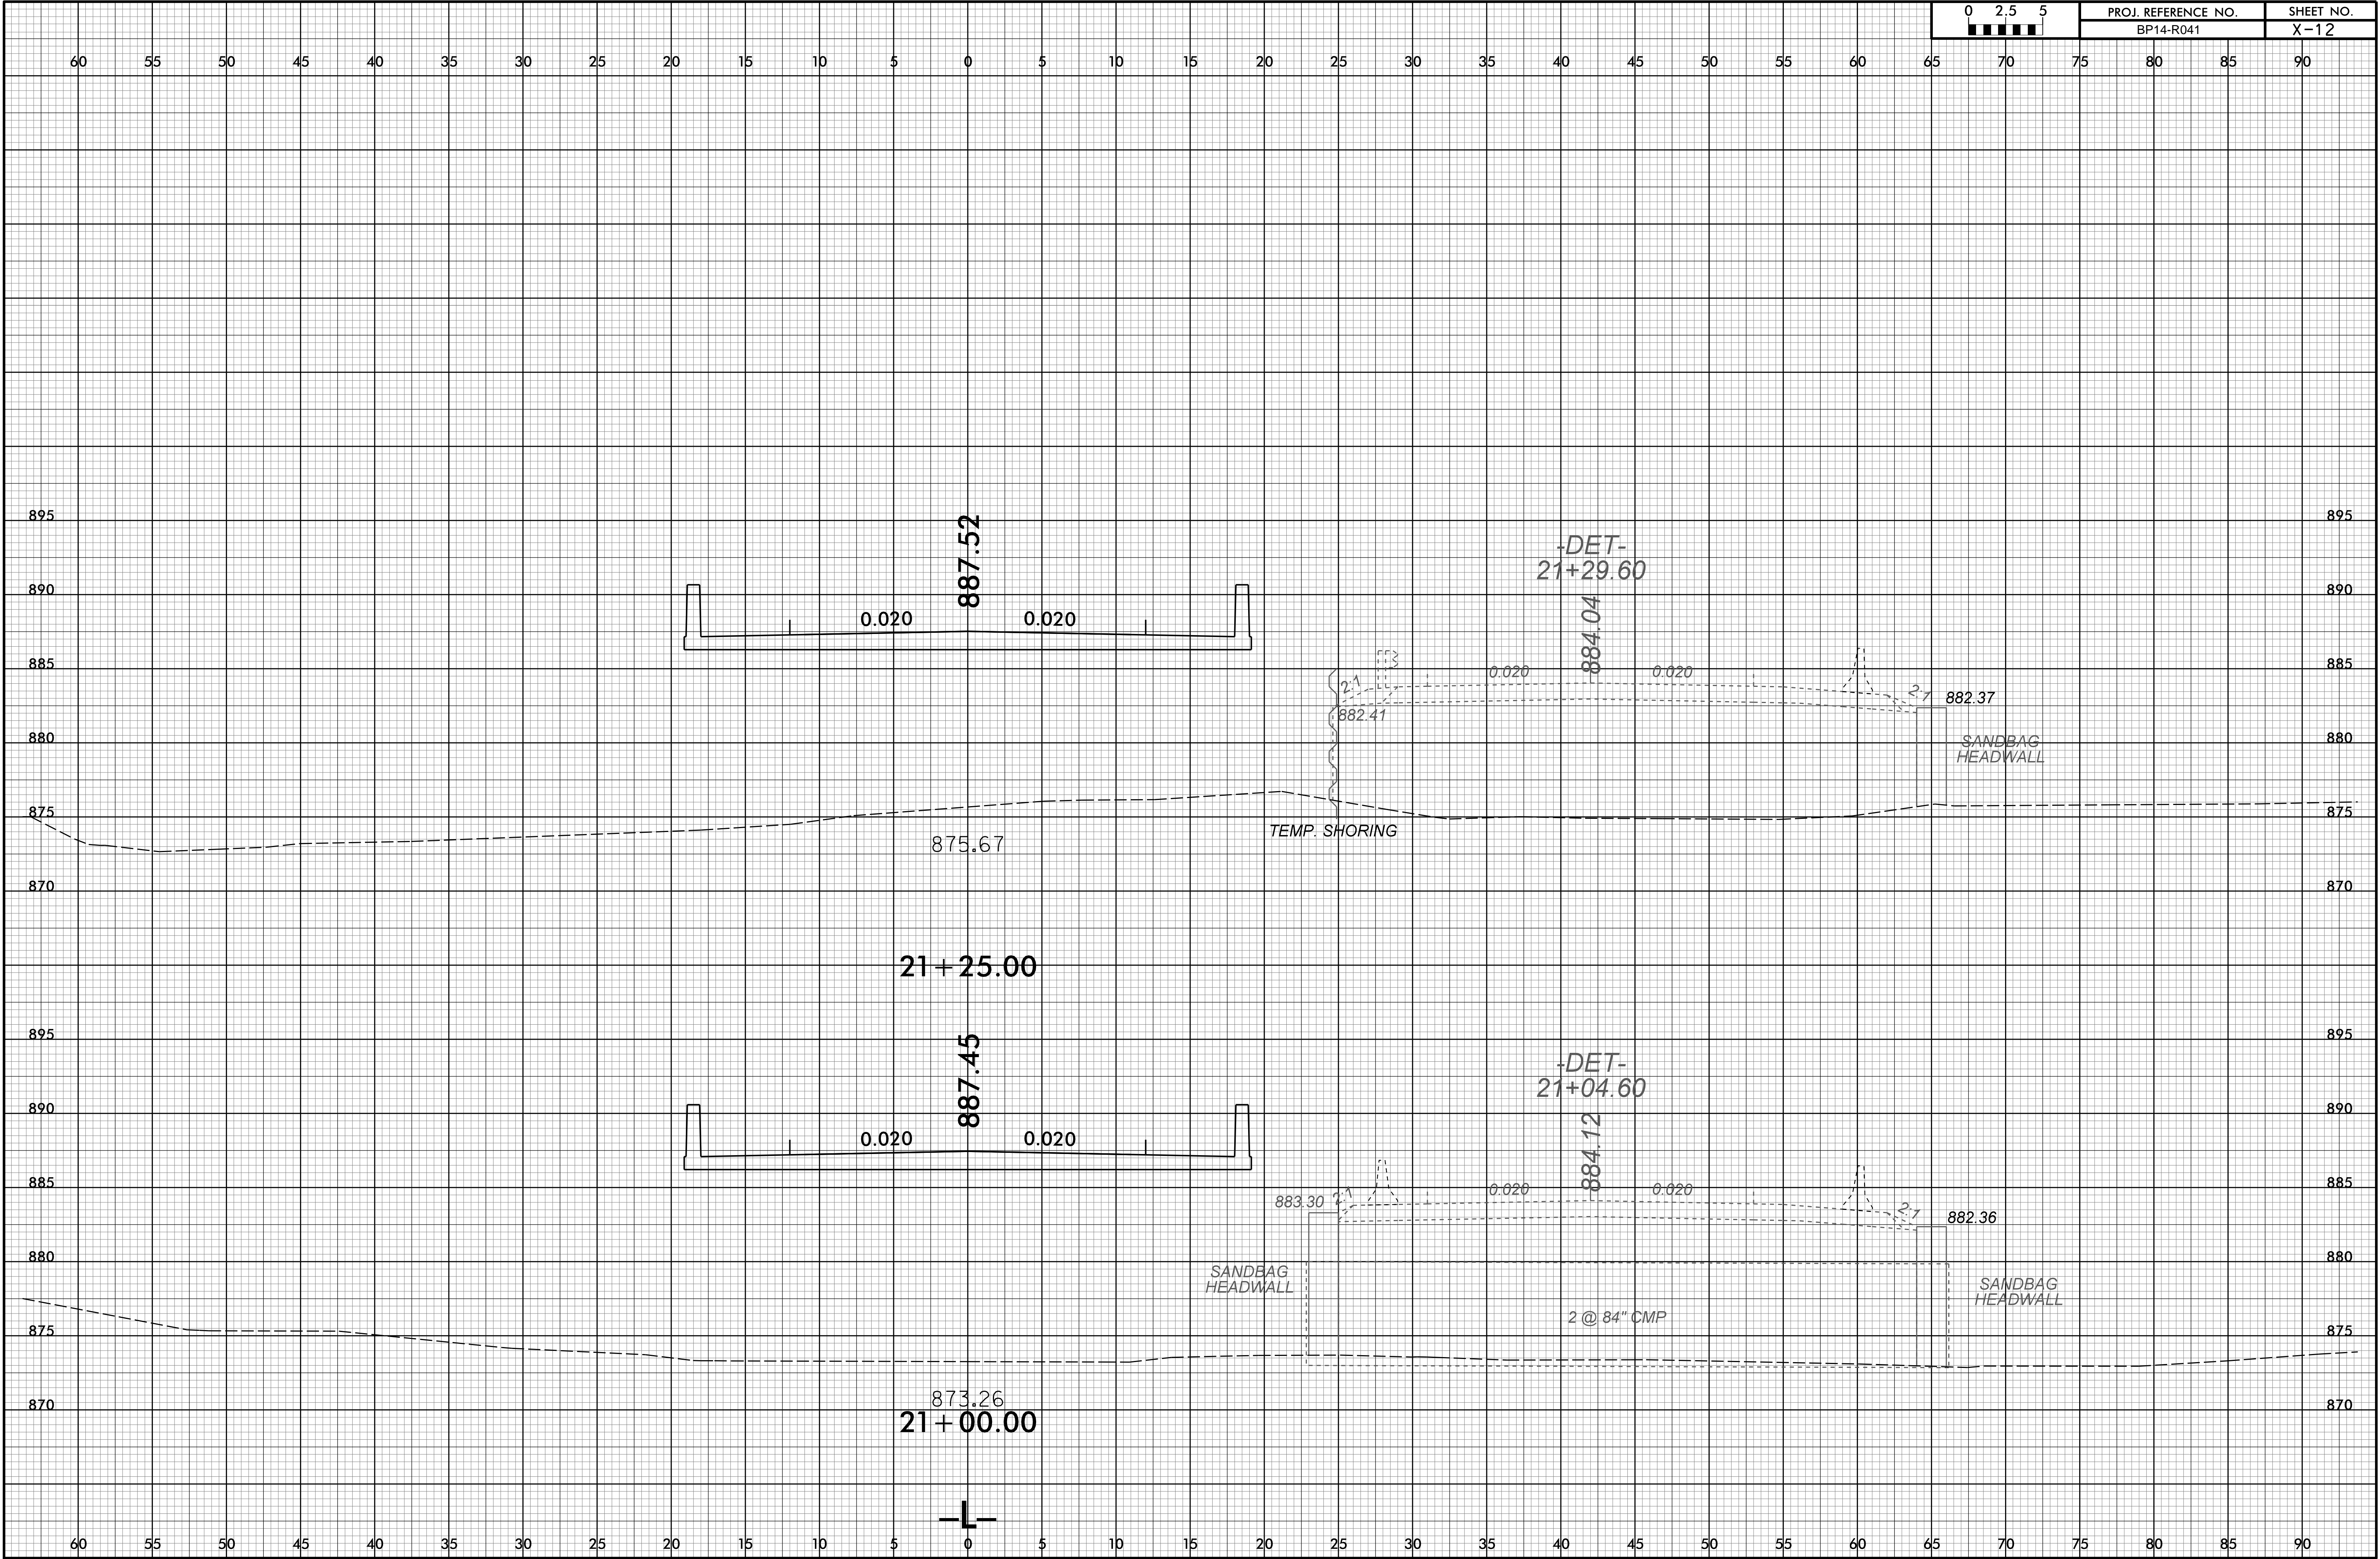 0 2.5 5
PROJ. REFERENCE NO.
SHEET NO.
BP14-R041
X-12
60 55 50 45 40 35 30 25 20 15 10 5 0 5 10 15 20 25 30 35 40 45 50 55 60 65 70 75 80 85 90
895 895
887.52
-DET-
21+29.60
890 890
884.04
0.020 0.020
885 885
2:1
0.020 0.020
2:1
882.37
882.41
880 880
SANDBAG
HEADWALL
875 875
TEMP. SHORING
875.67
870 870
21+25.00
895 895
887.45
-DET-
21+04.60
890 890
884.12
0.020 0.020
885 885
883.30
2:1
0.020 0.020
2:1
882.36
880 880
SANDBAG
HEADWALL
SANDBAG
HEADWALL
2 @ 84" CMP
875 875
873.26
870 870
21+00.00
-L-
60 55 50 45 40 35 30 25 20 15 10 5 0 5 10 15 20 25 30 35 40 45 50 55 60 65 70 75 80 85 90